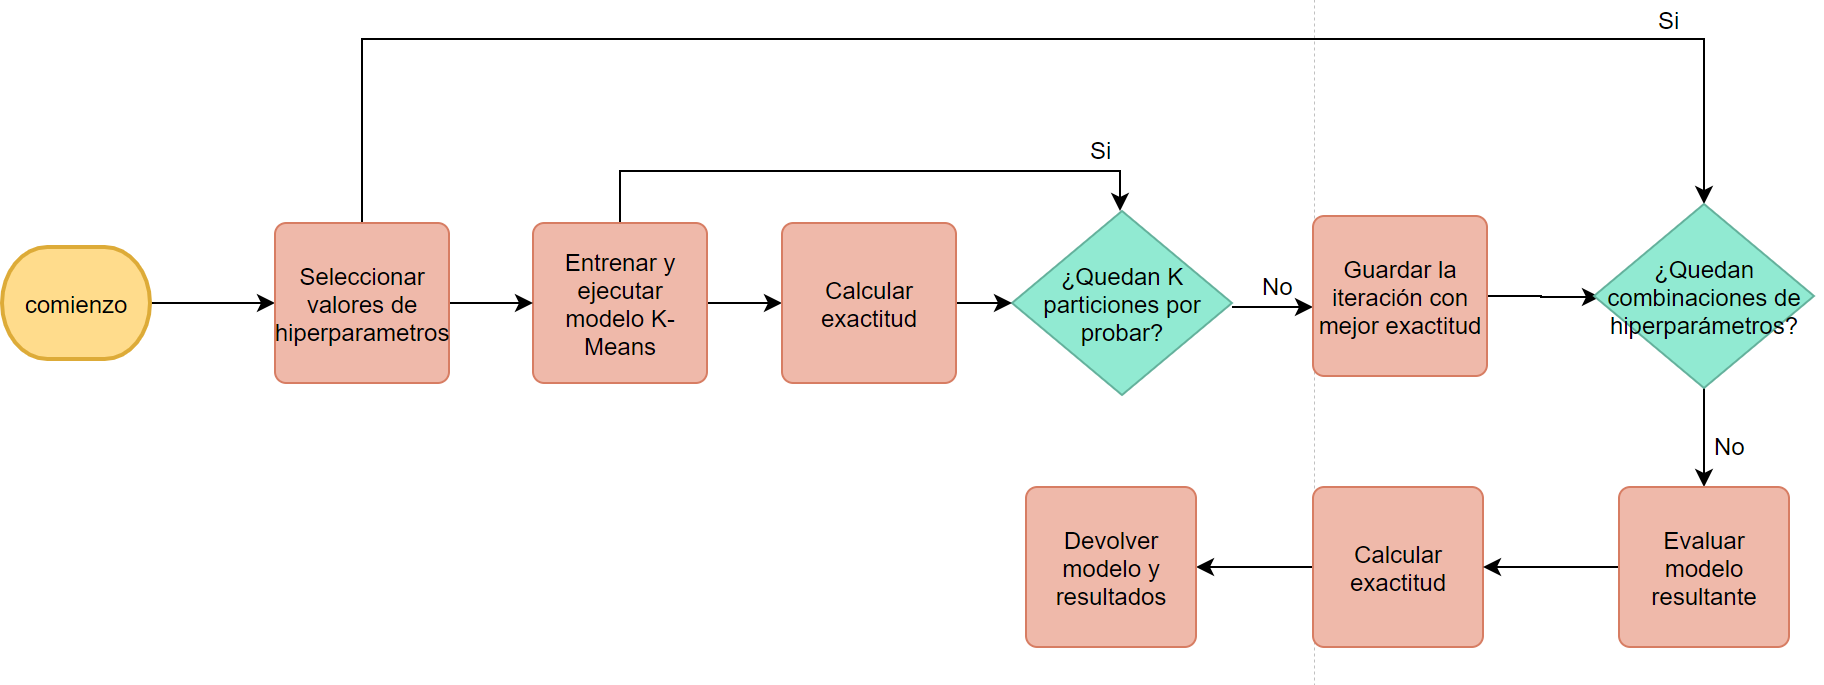 Si
Si
comienzo
Seleccionar
valores de
hiperparametros
Entrenar y
ejecutar
modelo K-
Means
Calcular
exactitud
¿Quedan K
particiones por
probar?
No
Guardar la
iteración con
mejor exactitud
¿Quedan
combinaciones de
hiperparámetros?
No
Devolver
modelo y
resultados
Calcular
exactitud
Evaluar
modelo
resultante